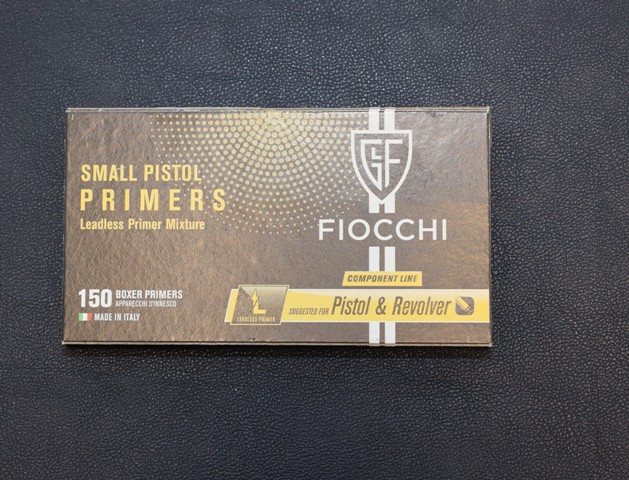 SMALL PISTOL
PRIMERS
Leadless Primer Mixture
GF
FIOCCHI
COMPONENT LINE
150 BOXER PRIMERS
APPARECCHI D'INNESCO
MADE IN ITALY
L
LEADLESS PRIMER
SUGGESTED FOR Pistol & Revolver